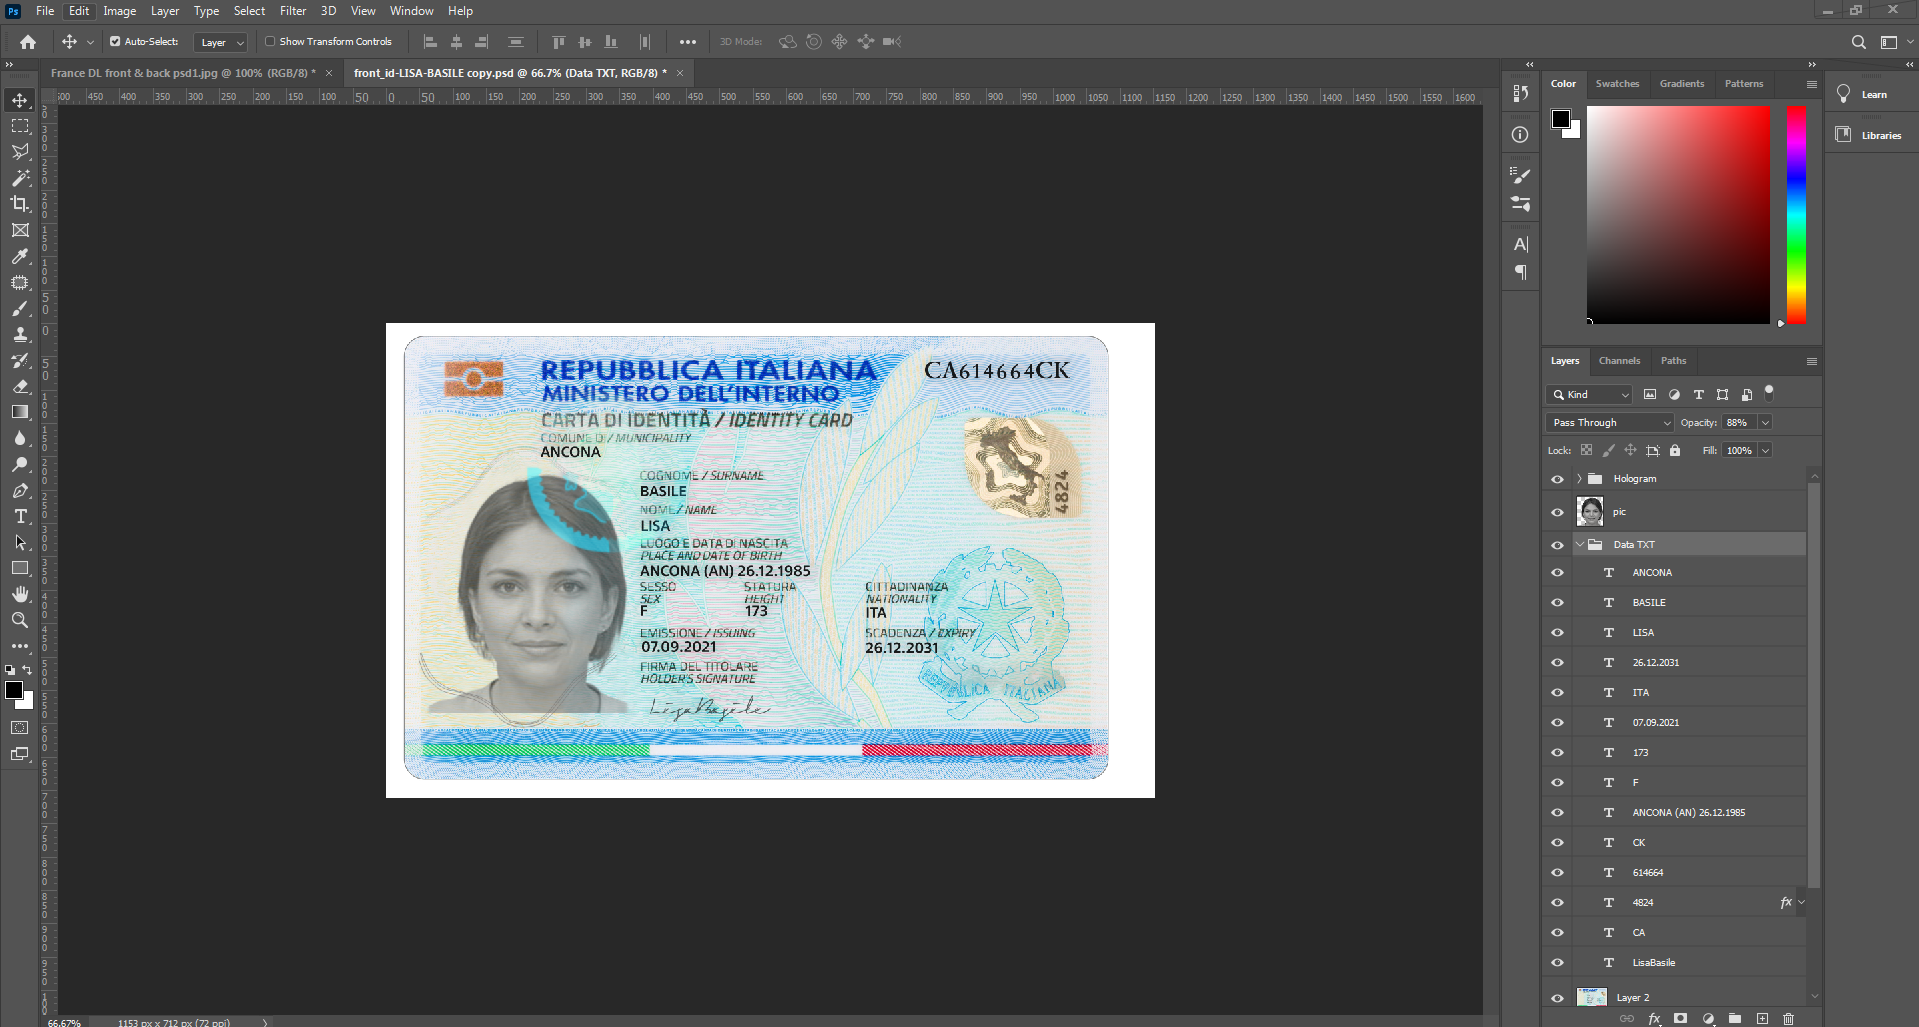 Ps File Edit Image Layer Type Select Filter 3D View Window Help
Auto-Select: Layer Show Transform Controls 3D Mode:
France DL front & back psd1.jpg @ 100% (RGB/8) * × front_id-LISA-BASILE copy.psd @ 66.7% (Data TXT, RGB/8) * ×
500 450 400 350 300 250 200 150 100 50 0 50 100 150 200 250 300 350 400 450 500 550 600 650 700 750 800 850 900 950 1000 1050 1100 1150 1200 1250 1300 1350 1400 1450 1500 1550 1600
REPUBBLICA ITALIANA
CA614664CK
MINISTERO DELL'INTERNO
CARTA DI IDENTITÀ / IDENTITY CARD
COMUNE DI / MUNICIPALITY
ANCONA
COGNOME / SURNAME
BASILE
4824
NOME / NAME
LISA
LUOGO E DATA DI NASCITA
PLACE AND DATE OF BIRTH
ANCONA (AN) 26.12.1985
SESSO STATURA CITTADINANZA
SEX HEIGHT NATIONALITY
F 173 ITA
EMISSIONE / ISSUING SCADENZA / EXPIRY
07.09.2021 26.12.2031
FIRMA DEL TITOLARE
HOLDER'S SIGNATURE
LisaBasile
REPUBBLICA ITALIANA
Color Swatches Gradients Patterns
Learn
Libraries
Layers Channels Paths
Kind
Pass Through Opacity: 88%
Lock: Fill: 100%
Hologram
pic
Data TXT
T ANCONA
T BASILE
T LISA
T 26.12.2031
T ITA
T 07.09.2021
T 173
T F
T ANCONA (AN) 26.12.1985
T CK
T 614664
T 4824 fx
T CA
T LisaBasile
Layer 2
fx
66.67% 1153 px x 712 px (72 ppi)